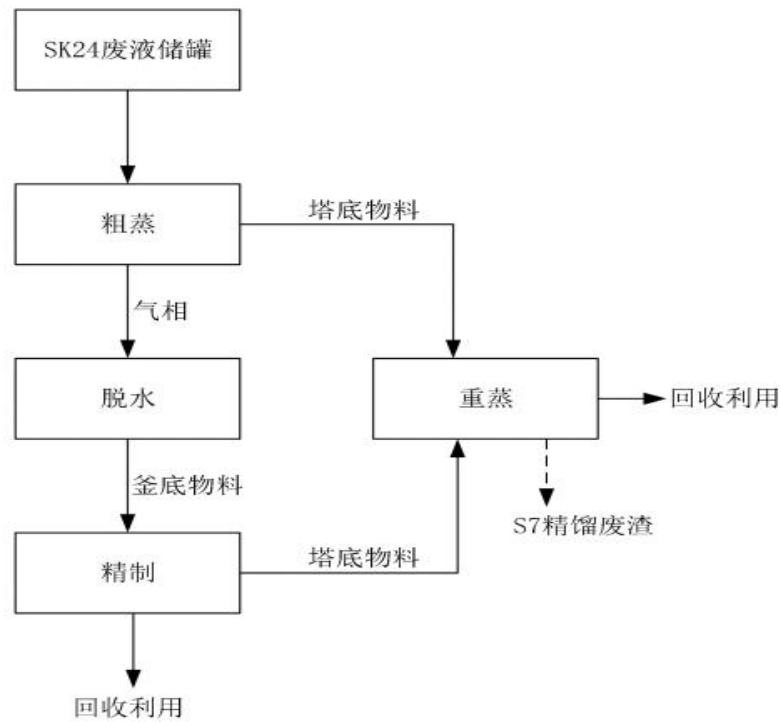 SK24废液储罐
粗蒸
塔底物料
气相
脱水
重蒸
回收利用
釜底物料
S7精馏废渣
精制
塔底物料
回收利用